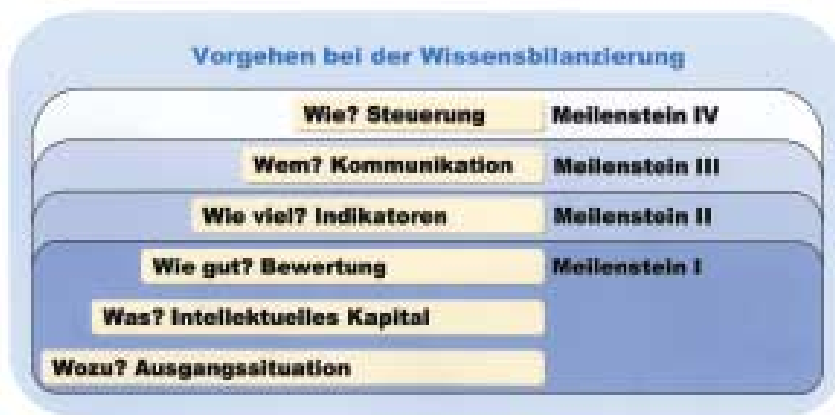 Vorgehen bei der Wissensbilanzierung
Wie? Steuerung Meilenstein IV
Wem? Kommunikation Meilenstein III
Wie viel? Indikatoren Meilenstein II
Wie gut? Bewertung Meilenstein I
Was? Intellektuelles Kapital
Wozu? Ausgangssituation